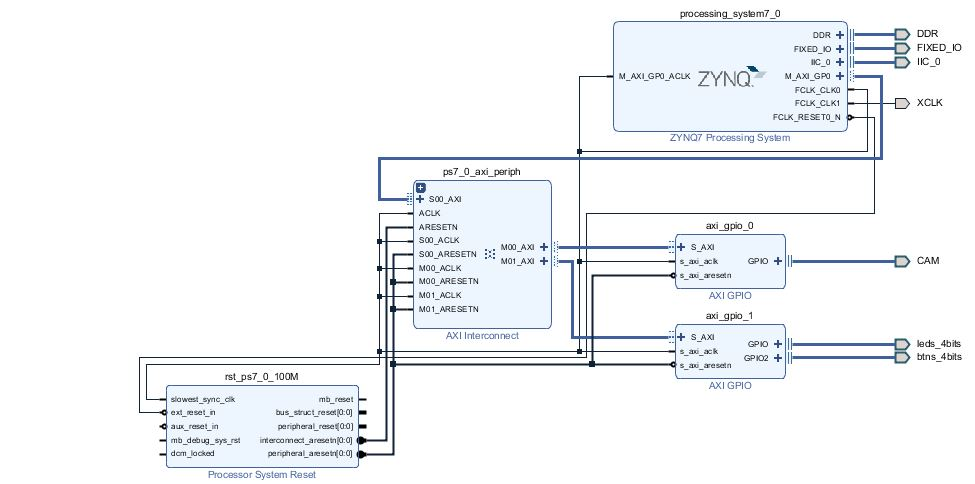 processing_system7_0
DDR
FIXED_IO
IIC_0
M_AXI_GP0_ACLK
ZYNQ
M_AXI_GP0
FCLK_CLK0
FCLK_CLK1
FCLK_RESET0_N
ZYNQ7 Processing System
DDR
FIXED_IO
IIC_0
XCLK
ps7_0_axi_periph
S00_AXI
ACLK
ARESETN
S00_ACLK
S00_ARESETN
M00_ACLK
M00_ARESETN
M01_ACLK
M01_ARESETN
M00_AXI
M01_AXI
AXI Interconnect
axi_gpio_0
S_AXI
s_axi_aclk
s_axi_aresetn
GPIO
AXI GPIO
CAM
axi_gpio_1
S_AXI
s_axi_aclk
s_axi_aresetn
GPIO
GPIO2
AXI GPIO
leds_4bits
btns_4bits
rst_ps7_0_100M
slowest_sync_clk
ext_reset_in
aux_reset_in
mb_debug_sys_rst
dcm_locked
mb_reset
bus_struct_reset[0:0]
peripheral_reset[0:0]
interconnect_aresetn[0:0]
peripheral_aresetn[0:0]
Processor System Reset